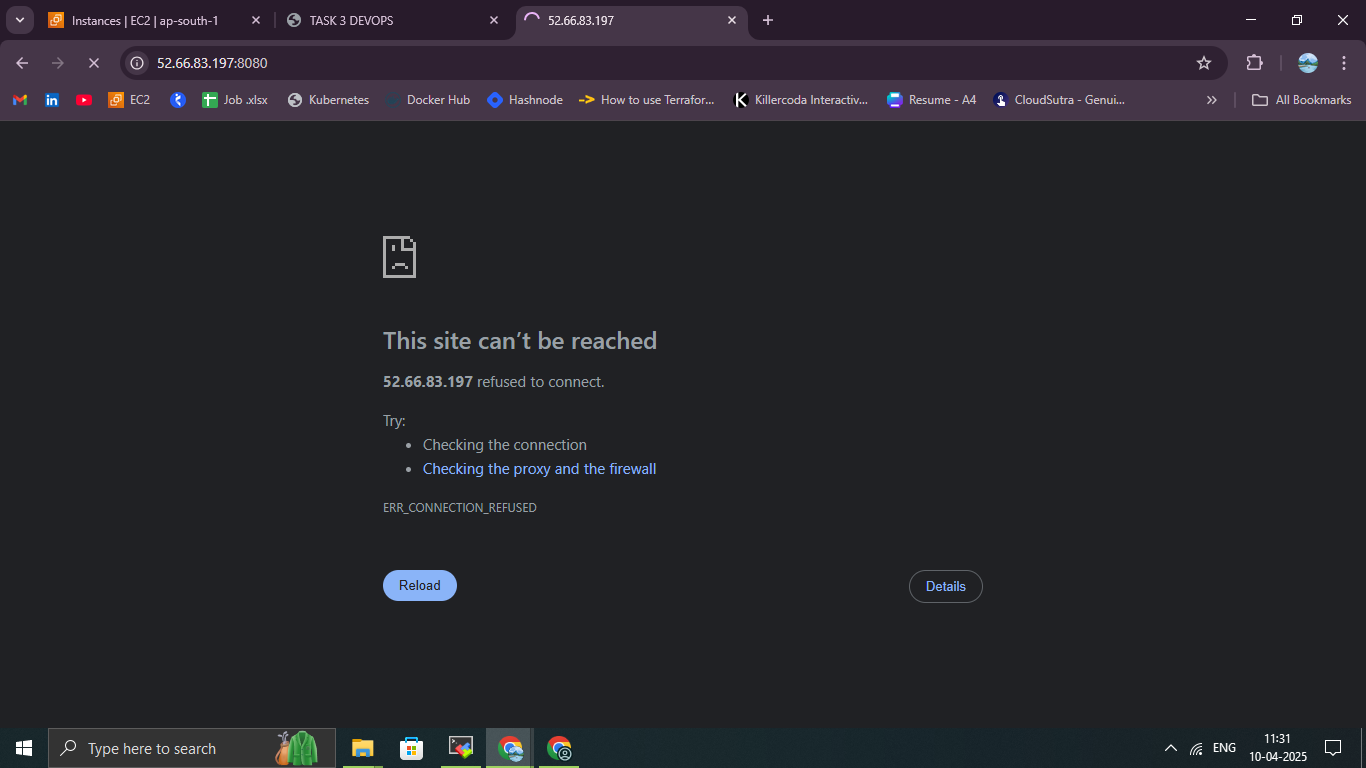 Instances | EC2 | ap-south-1
TASK 3 DEVOPS
52.66.83.197
52.66.83.197:8080
EC2
Job .xlsx
Kubernetes
Docker Hub
Hashnode
How to use Terrafor...
Killercoda Interactiv...
Resume - A4
CloudSutra - Genui...
»
All Bookmarks
This site can’t be reached
52.66.83.197 refused to connect.
Try:
• Checking the connection
• Checking the proxy and the firewall
ERR_CONNECTION_REFUSED
Reload
Details
Type here to search
ENG
11:31
10-04-2025